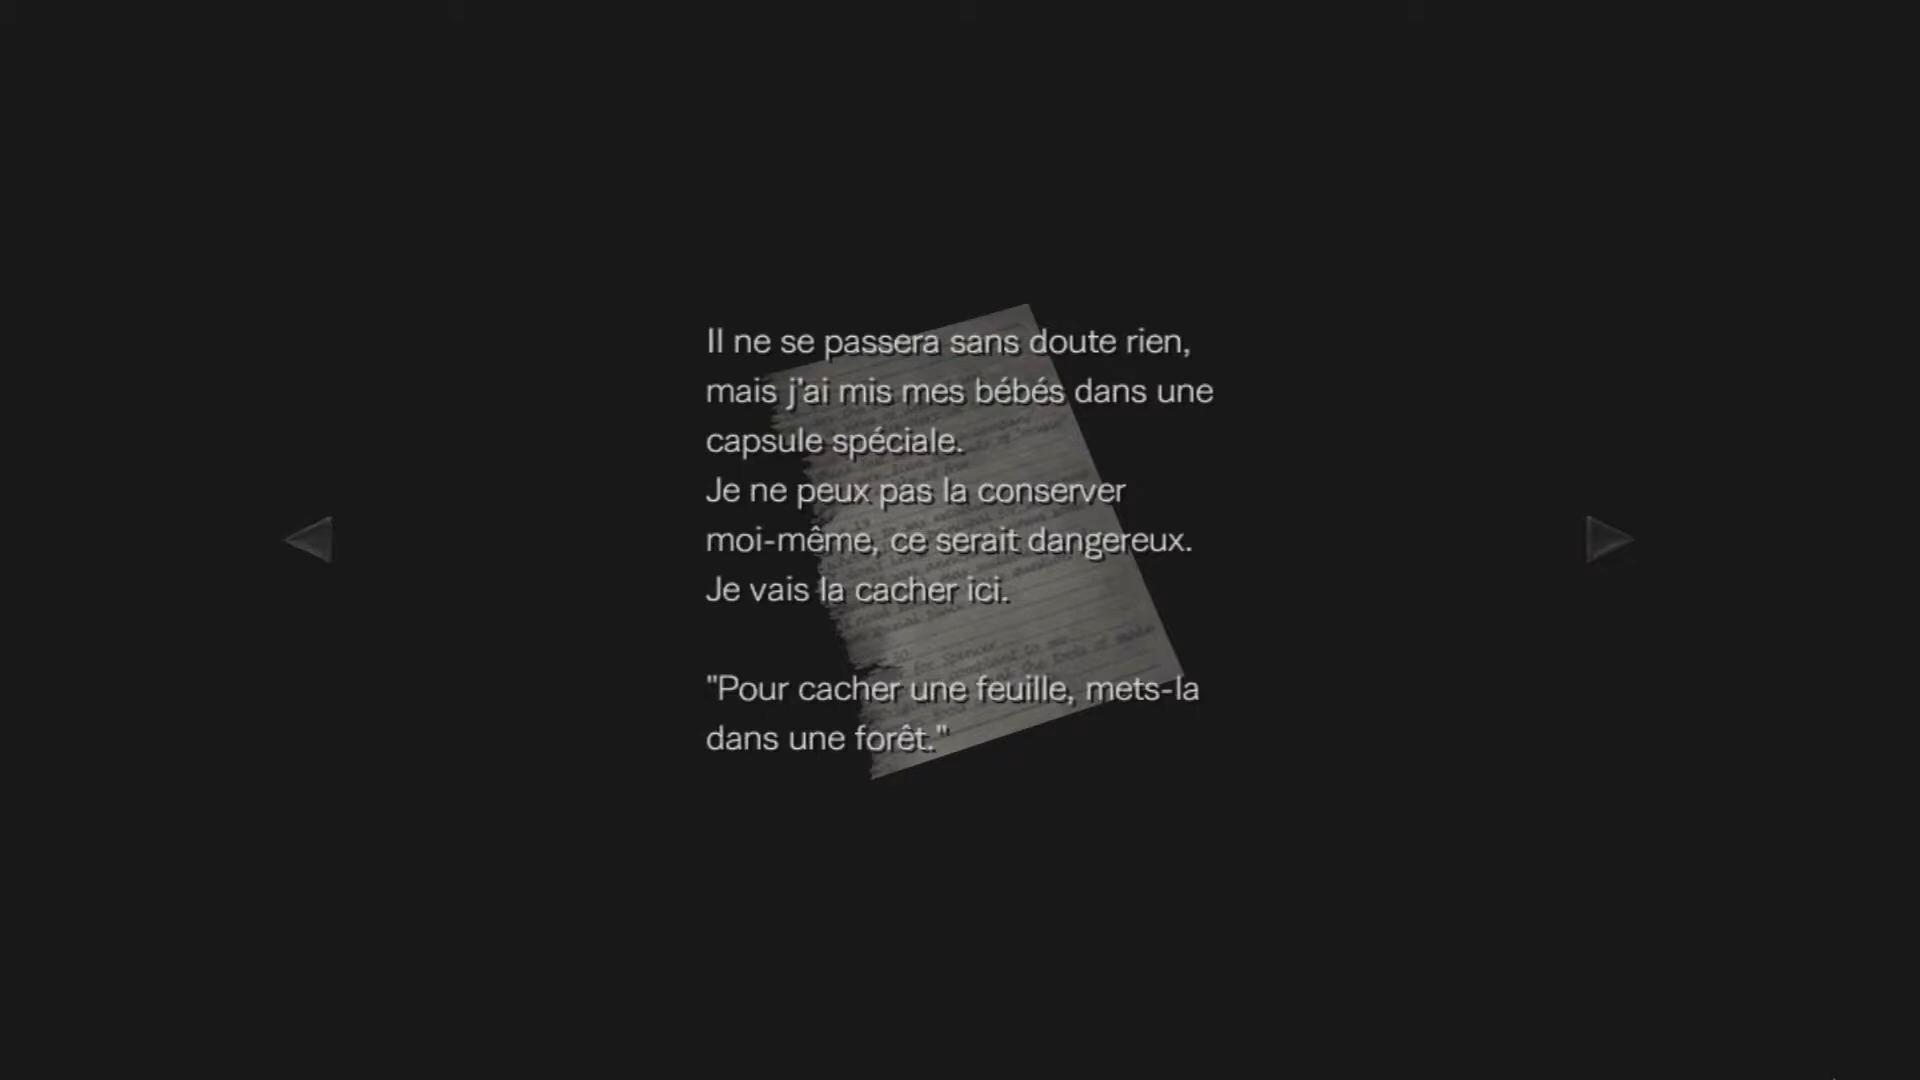 Il ne se passera sans doute rien,
mais j'ai mis mes bébés dans une
capsule spéciale.
Je ne peux pas la conserver
moi-même, ce serait dangereux.
Je vais la cacher ici.
"Pour cacher une feuille, mets-la
dans une forêt."